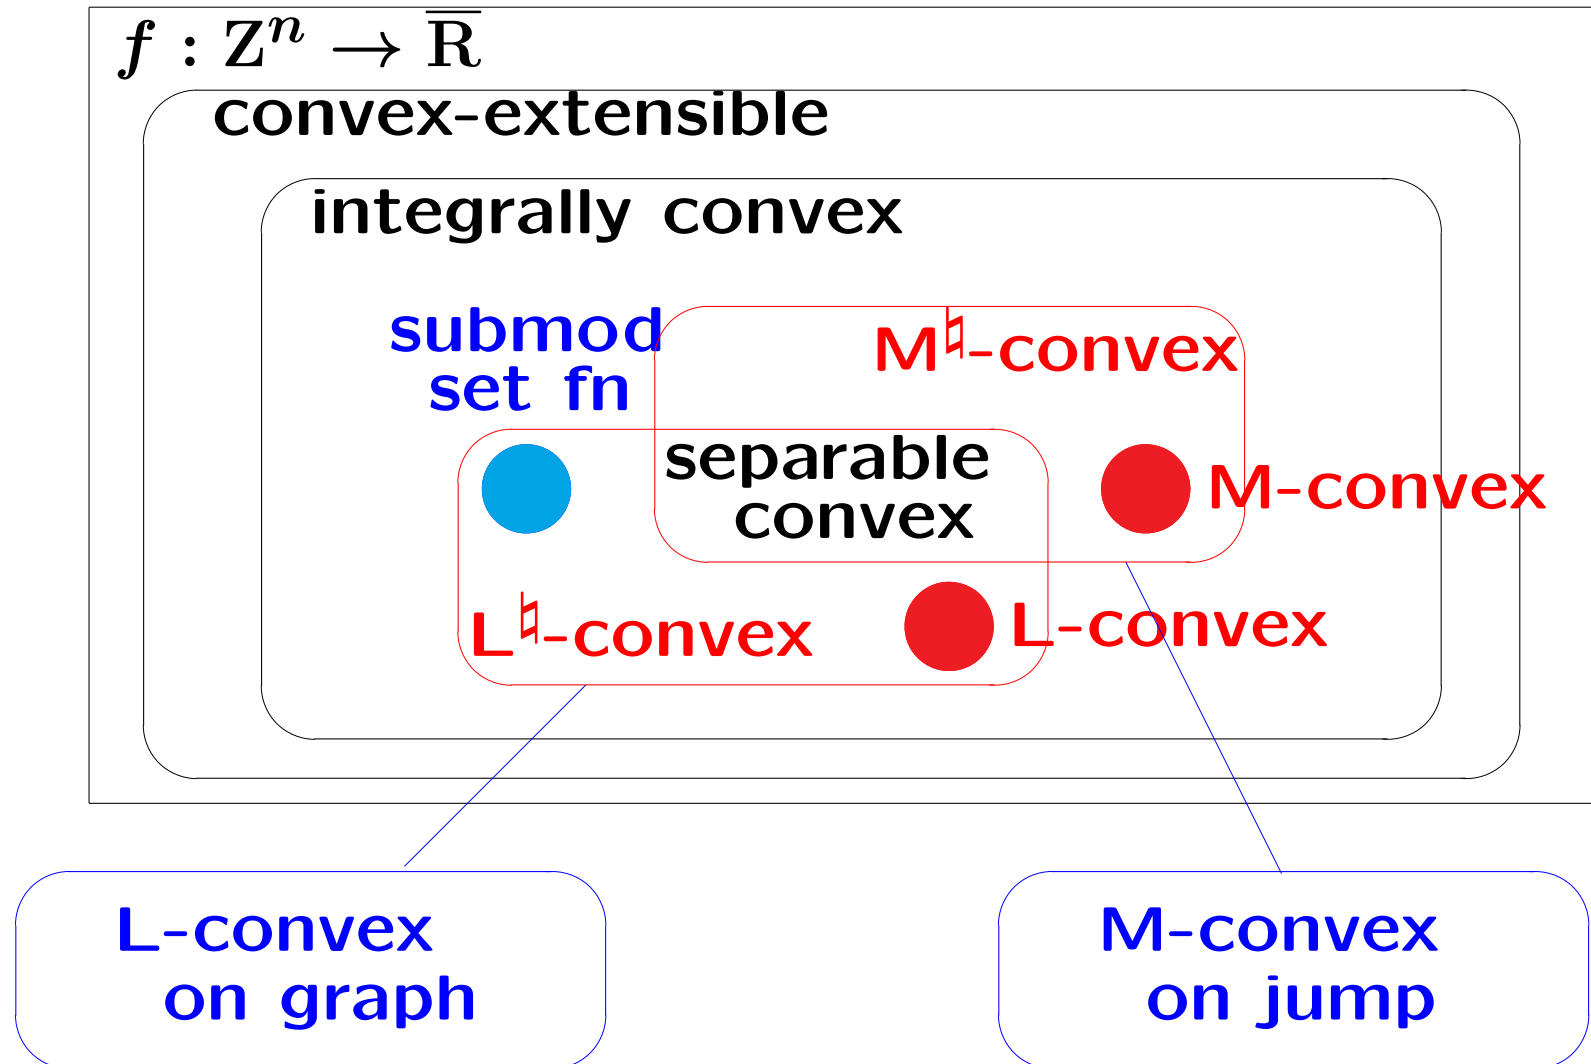 f : Zⁿ → R̅
convex-extensible
integrally convex
submod
set fn
M♮-convex
separable
convex
M-convex
L♮-convex
L-convex
L-convex
on graph
M-convex
on jump